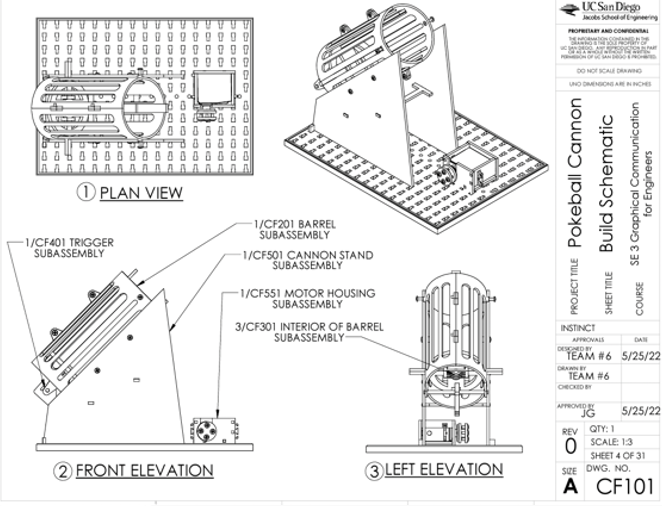 UC San Diego
Jacobs School of Engineering
PROPRIETARY AND CONFIDENTIAL
THE INFORMATION CONTAINED IN THIS
DRAWING IS THE SOLE PROPERTY OF
UC SAN DIEGO. ANY REPRODUCTION IN PART
OR AS A WHOLE WITHOUT THE WRITTEN
PERMISSION OF UC SAN DIEGO IS PROHIBITED.
DO NOT SCALE DRAWING
UNO DIMENSIONS ARE IN INCHES
PROJECT TITLE Pokeball Cannon
SHEET TITLE Build Schematic
COURSE SE 3 Graphical Communication
for Engineers
INSTINCT
APPROVALS DATE
DESIGNED BY
TEAM #6 5/25/22
DRAWN BY
TEAM #6
CHECKED BY
APPROVED BY
JG 5/25/22
REV
0
QTY: 1
SCALE: 1:3
SHEET 4 OF 31
SIZE
A
DWG. NO.
CF101
1 PLAN VIEW
1/CF201 BARREL
SUBASSEMBLY
1/CF401 TRIGGER
SUBASSEMBLY
1/CF501 CANNON STAND
SUBASSEMBLY
1/CF551 MOTOR HOUSING
SUBASSEMBLY
3/CF301 INTERIOR OF BARREL
SUBASSEMBLY
2 FRONT ELEVATION
3 LEFT ELEVATION